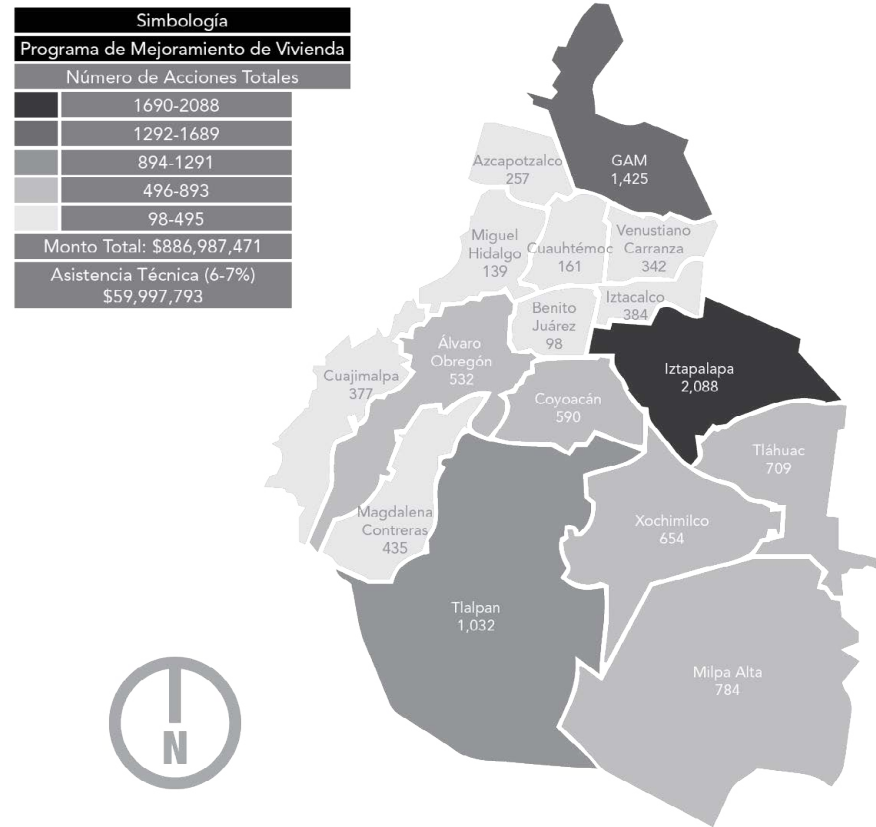 Simbología
Programa de Mejoramiento de Vivienda
Número de Acciones Totales
1690-2088
1292-1689
894-1291
496-893
98-495
Monto Total: $886,987,471
Asistencia Técnica (6-7%)
$59,997,793
GAM
1,425
Azcapotzalco
257
Miguel
Hidalgo
139
Cuauhtémoc
161
Venustiano
Carranza
342
Iztacalco
384
Benito
Juárez
98
Álvaro
Obregón
532
Cuajimalpa
377
Iztapalapa
2,088
Coyoacán
590
Tláhuac
709
Magdalena
Contreras
435
Xochimilco
654
Tlalpan
1,032
Milpa Alta
784
N